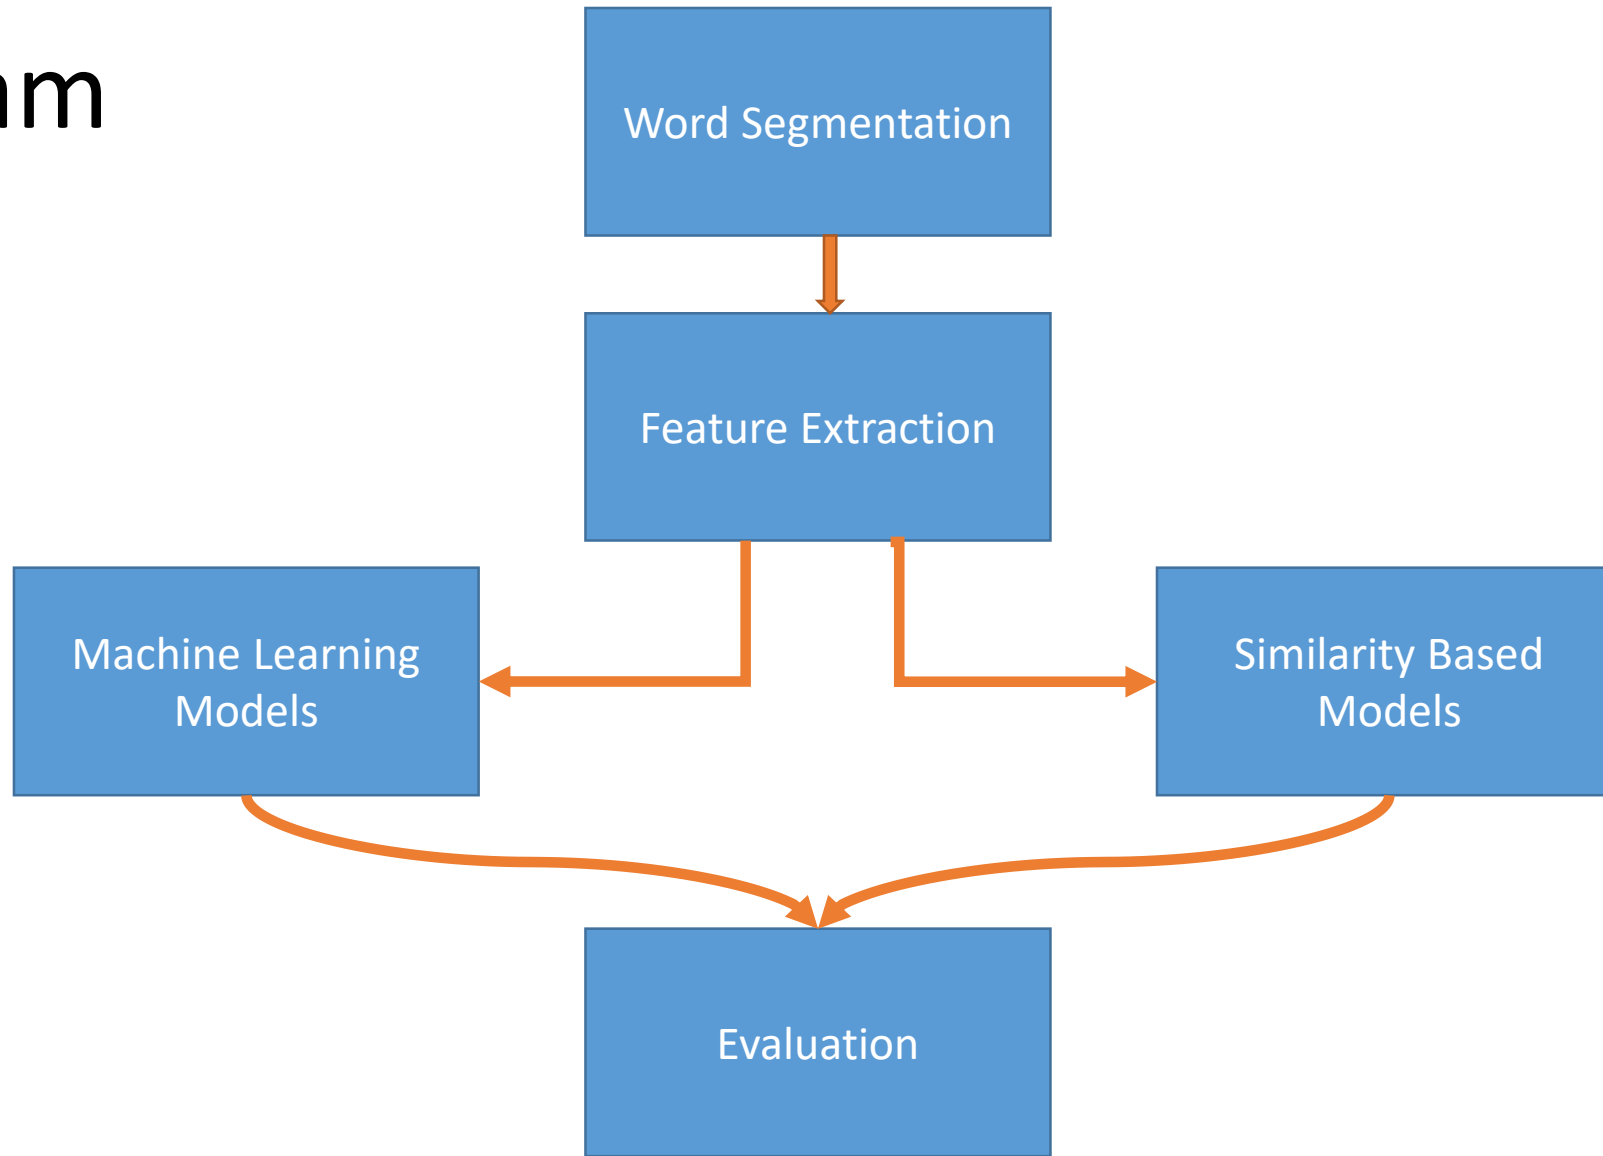 Word Segmentation
Feature Extraction
Machine Learning
Models
Similarity Based
Models
Evaluation